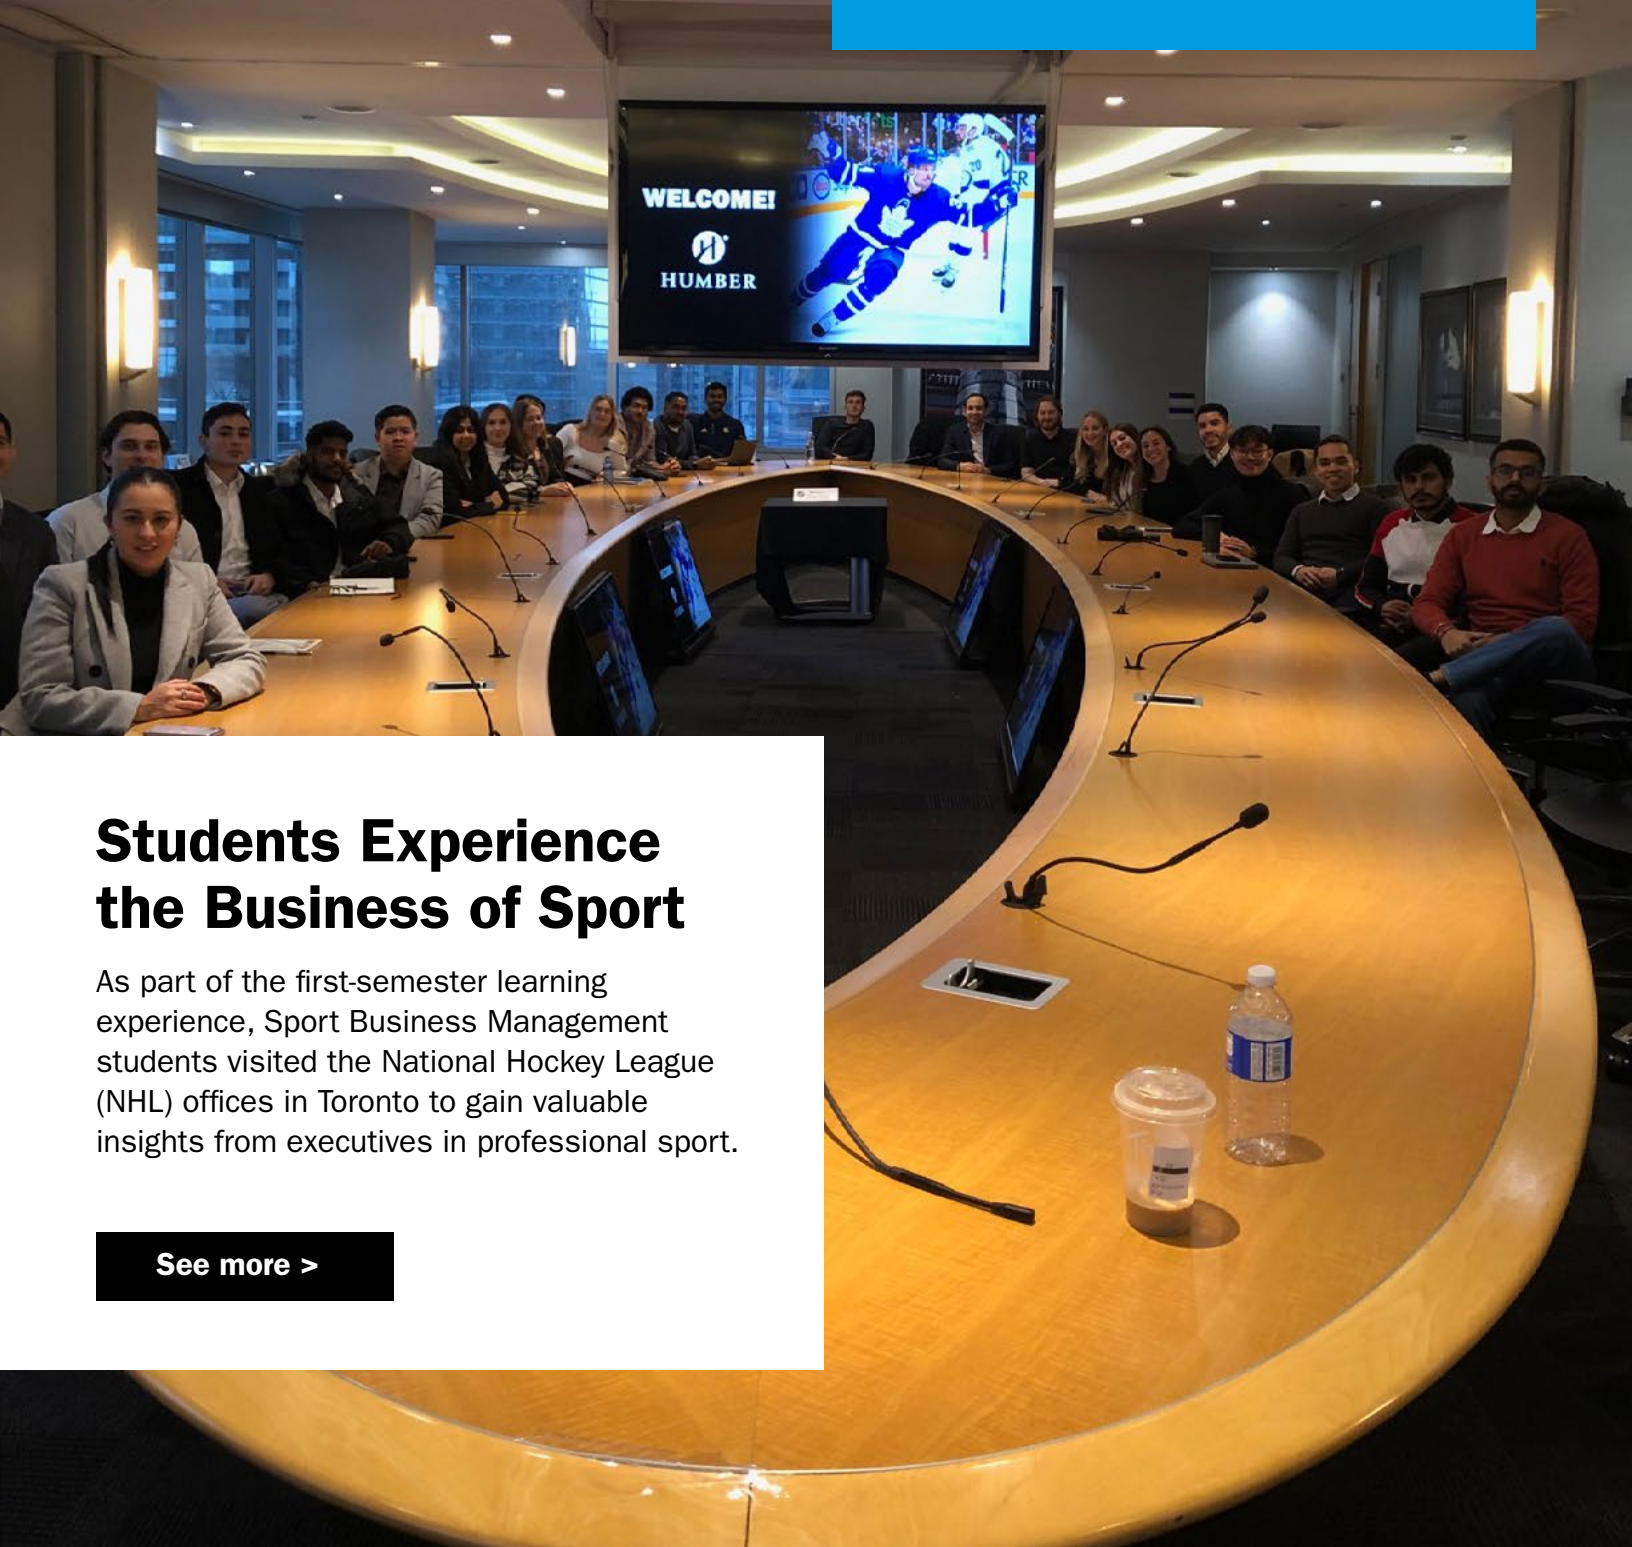 WELCOME!
HUMBER
Students Experience
the Business of Sport
As part of the first-semester learning
experience, Sport Business Management
students visited the National Hockey League
(NHL) offices in Toronto to gain valuable
insights from executives in professional sport.
See more >